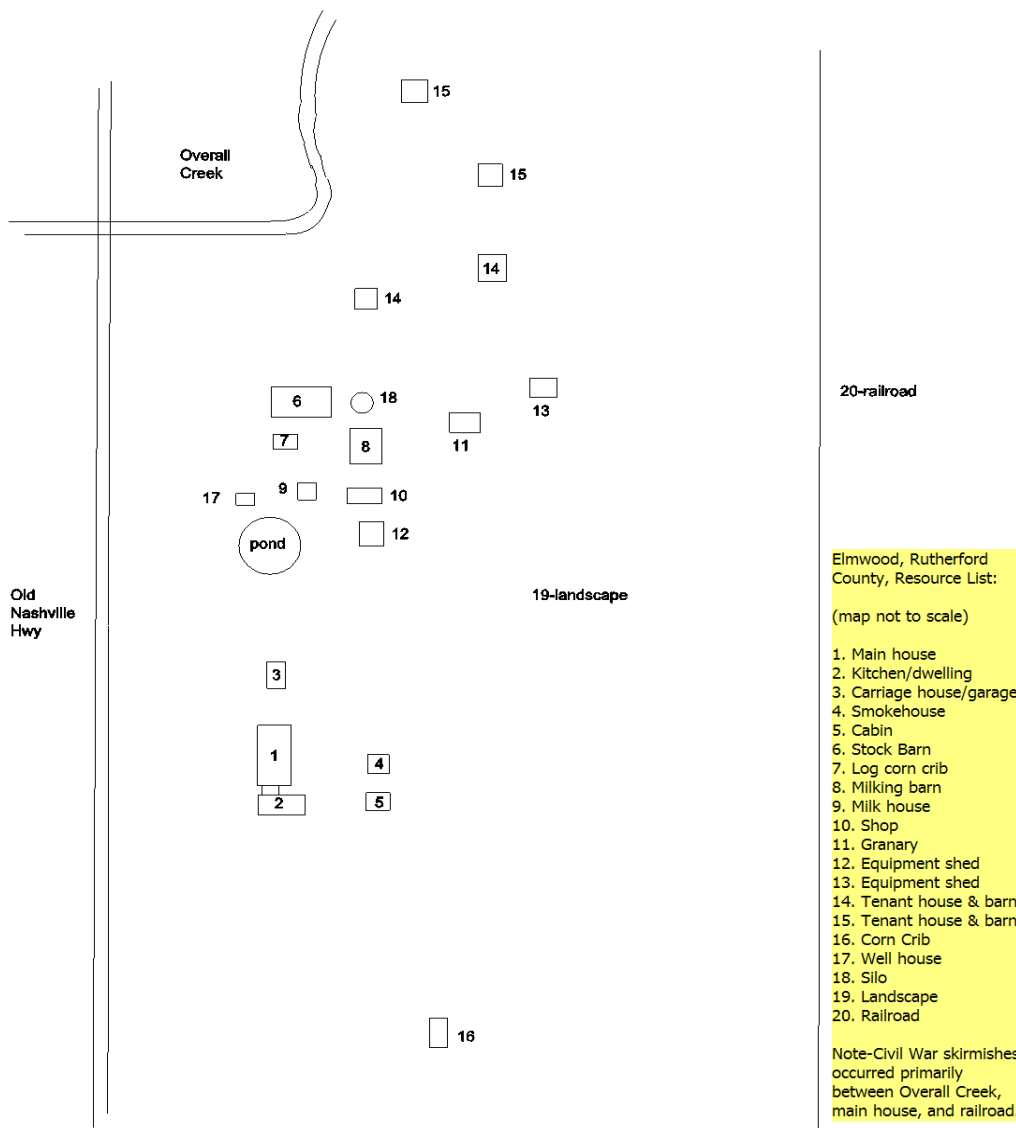 15
Overall
Creek
15
14
14
6
18
13
20-railroad
11
7
8
9
10
17
12
pond
Old
Nashville
Hwy
19-landscape
3
1
4
2
5
16
Elmwood, Rutherford
County, Resource List:
(map not to scale)
1. Main house
2. Kitchen/dwelling
3. Carriage house/garage
4. Smokehouse
5. Cabin
6. Stock Barn
7. Log corn crib
8. Milking barn
9. Milk house
10. Shop
11. Granary
12. Equipment shed
13. Equipment shed
14. Tenant house & barn
15. Tenant house & barn
16. Corn Crib
17. Well house
18. Silo
19. Landscape
20. Railroad
Note-Civil War skirmishes
occurred primarily
between Overall Creek,
main house, and railroad